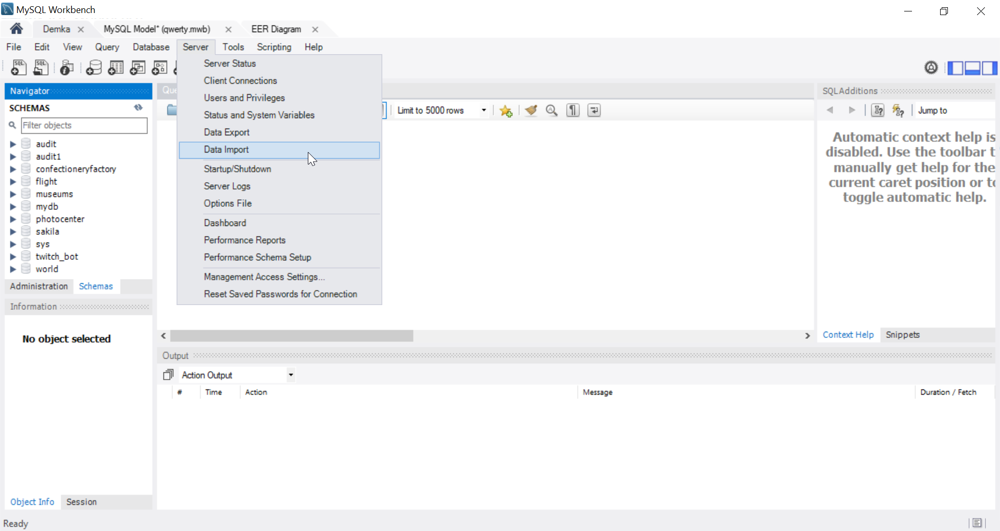 MySQL Workbench
Demka
MySQL Model* (qwerty.mwb)
EER Diagram
File Edit View Query Database Server Tools Scripting Help
SQL SQL
Navigator
SCHEMAS
Filter objects
audit
audit1
confectioneryfactory
flight
museums
mydb
photocenter
sakila
sys
twitch_bot
world
Administration Schemas
Information
No object selected
Object Info Session
Ready
Server Status
Client Connections
Users and Privileges
Status and System Variables
Data Export
Data Import
Startup/Shutdown
Server Logs
Options File
Dashboard
Performance Reports
Performance Schema Setup
Management Access Settings...
Reset Saved Passwords for Connection
Que
Limit to 5000 rows
Output
Action Output
# Time Action Message Duration / Fetch
SQLAdditions
Jump to
Automatic context help is
disabled. Use the toolbar t
manually get help for the
current caret position or to
toggle automatic help.
Context Help Snippets